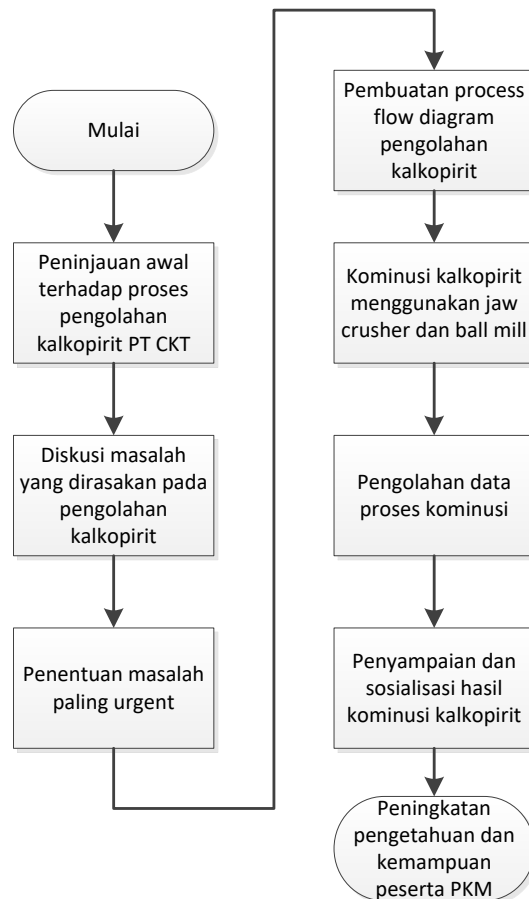 Mulai
Peninjauan awal
terhadap proses
pengolahan
kalkopirit PT CKT
Diskusi masalah
yang dirasakan pada
pengolahan
kalkopirit
Penentuan masalah
paling urgent
Pembuatan process
flow diagram
pengolahan
kalkopirit
Kominusi kalkopirit
menggunakan jaw
crusher dan ball mill
Pengolahan data
proses kominusi
Penyampaian dan
sosialisasi hasil
kominusi kalkopirit
Peningkatan
pengetahuan dan
kemampuan
peserta PKM